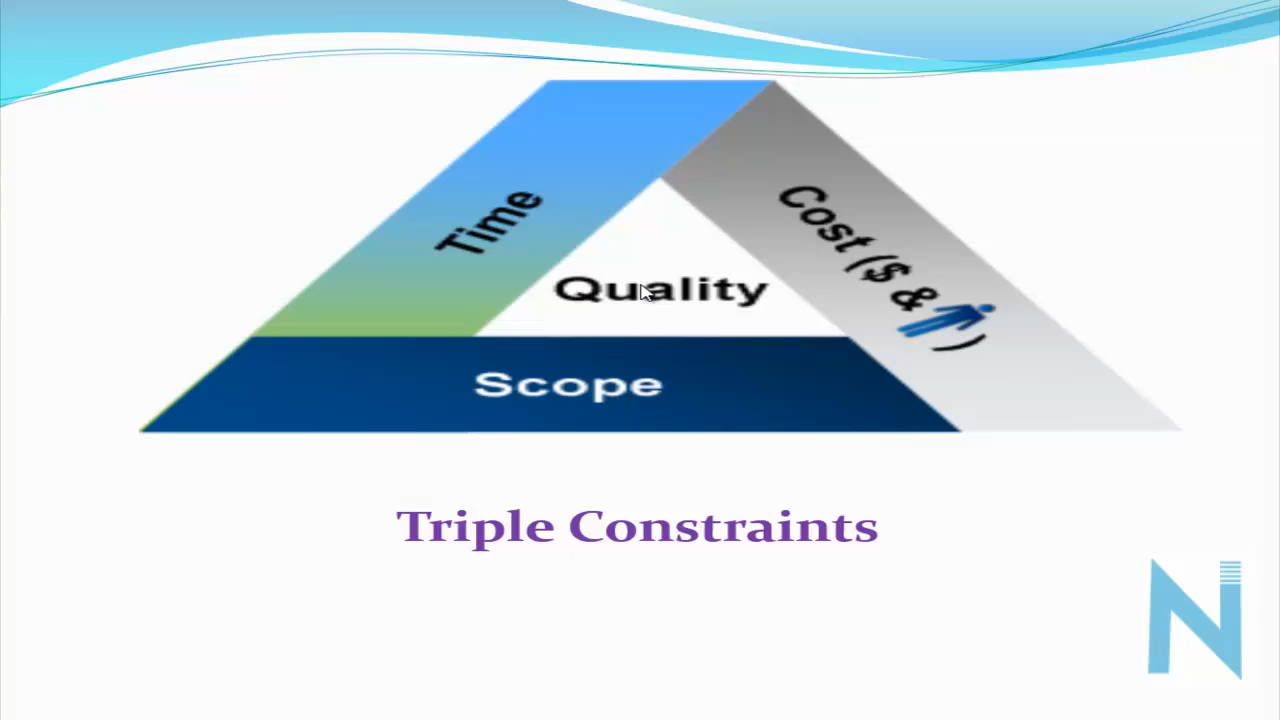 Time
Cost ($ & )
Quality
Scope
Triple Constraints
N